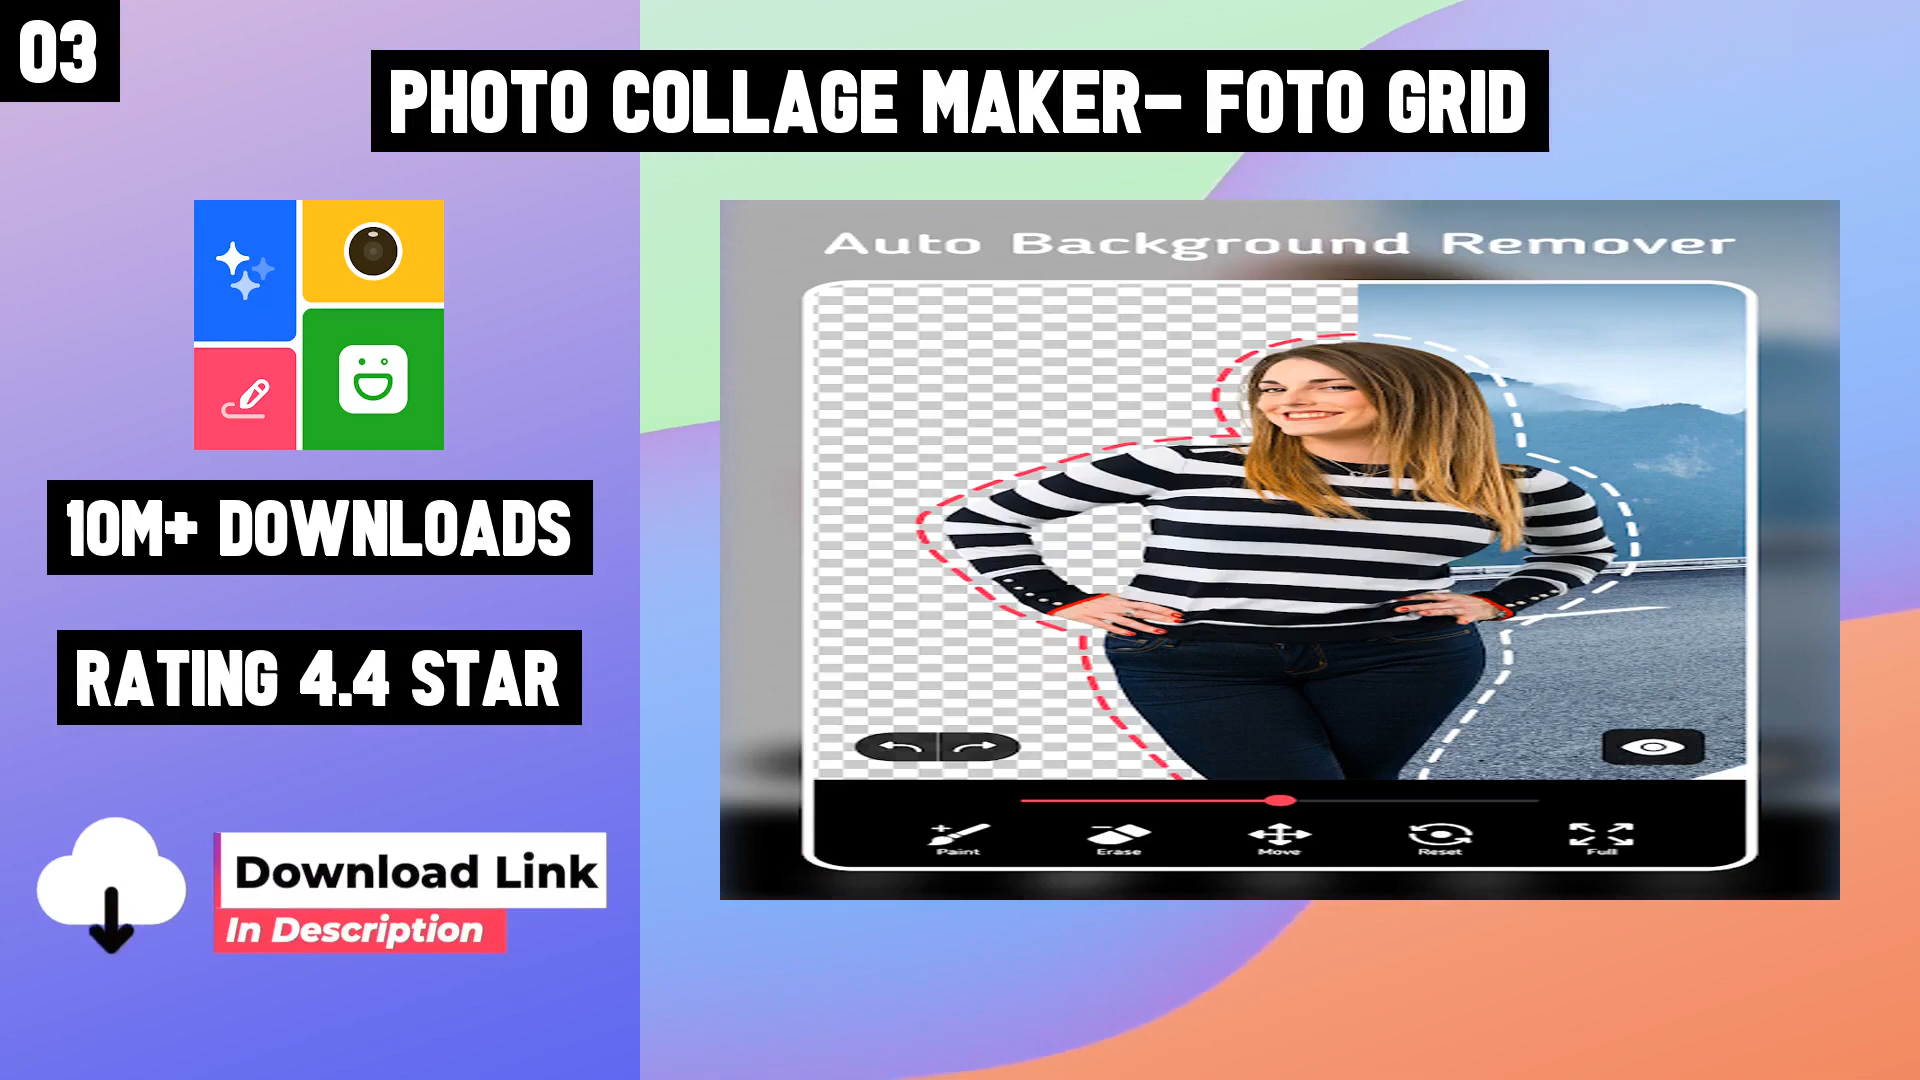 03
PHOTO COLLAGE MAKER- FOTO GRID
10M+ DOWNLOADS
RATING 4.4 STAR
Download Link
In Description
Auto Background Remover
Paint Erase Move Reset Full